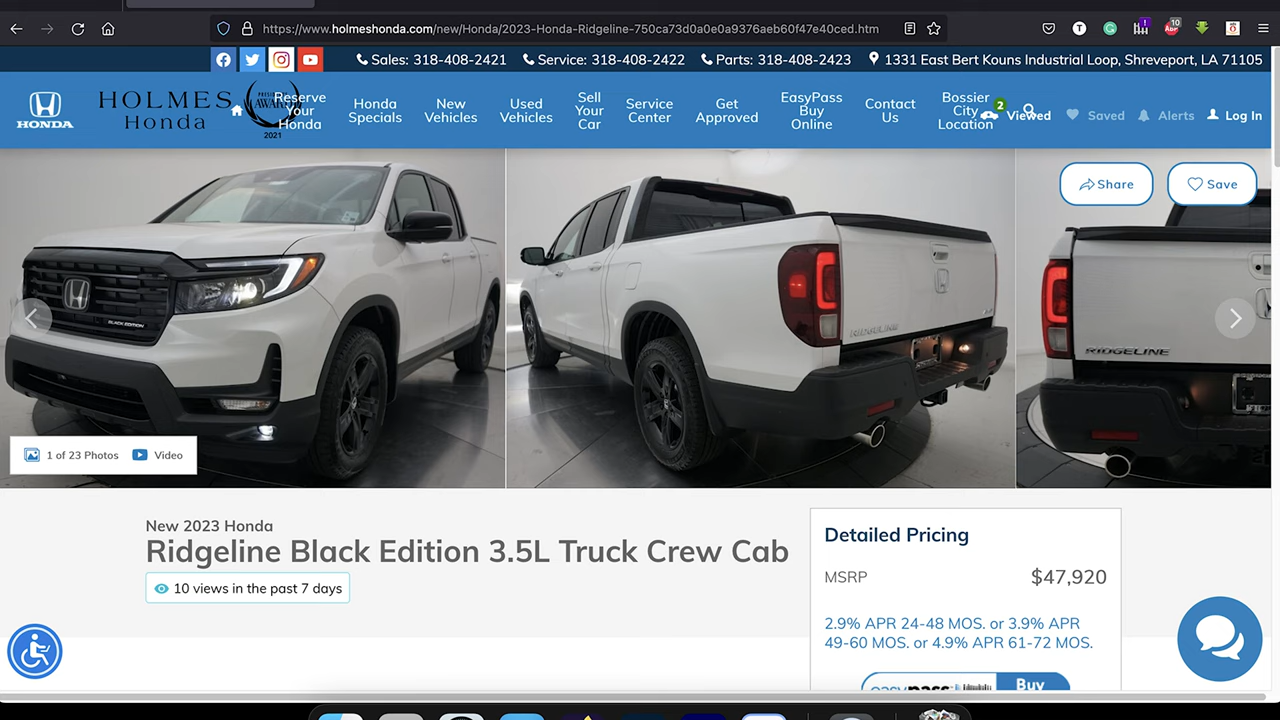 https://www.holmeshonda.com/new/Honda/2023-Honda-Ridgeline-750ca73d0a0e0a9376aeb60f47e40ced.htm
T
10
Sales: 318-408-2421
Service: 318-408-2422
Parts: 318-408-2423
1331 East Bert Kouns Industrial Loop, Shreveport, LA 71105
HONDA
HOLMES
Honda
AWARD
2021
Reserve
Your
Honda
Honda
Specials
New
Vehicles
Used
Vehicles
Sell
Your
Car
Service
Center
Get
Approved
EasyPass
Buy
Online
Contact
Us
Bossier
City
Location
2
Viewed
Saved
Alerts
Log In
Share
Save
BLACK EDITION
RIDGELINE
RIDGELINE
1 of 23 Photos
Video
New 2023 Honda
Ridgeline Black Edition 3.5L Truck Crew Cab
10 views in the past 7 days
Detailed Pricing
MSRP $47,920
2.9% APR 24-48 MOS. or 3.9% APR
49-60 MOS. or 4.9% APR 61-72 MOS.
easypass
Buy